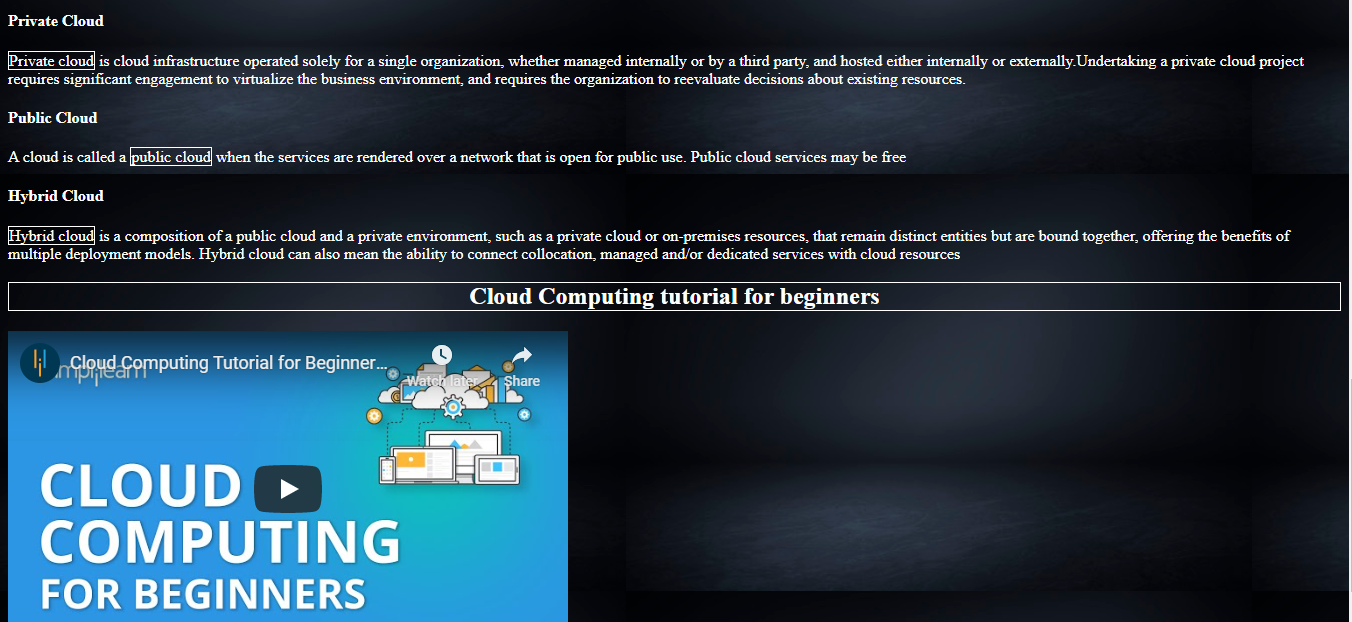 Private Cloud
Private cloud is cloud infrastructure operated solely for a single organization, whether managed internally or by a third party, and hosted either internally or externally.Undertaking a private cloud project
requires significant engagement to virtualize the business environment, and requires the organization to reevaluate decisions about existing resources.
Public Cloud
A cloud is called a public cloud when the services are rendered over a network that is open for public use. Public cloud services may be free
Hybrid Cloud
Hybrid cloud is a composition of a public cloud and a private environment, such as a private cloud or on-premises resources, that remain distinct entities but are bound together, offering the benefits of
multiple deployment models. Hybrid cloud can also mean the ability to connect collocation, managed and/or dedicated services with cloud resources
Cloud Computing tutorial for beginners
Cloud Computing Tutorial for Beginner...
Watch later
Share
CLOUD
COMPUTING
FOR BEGINNERS